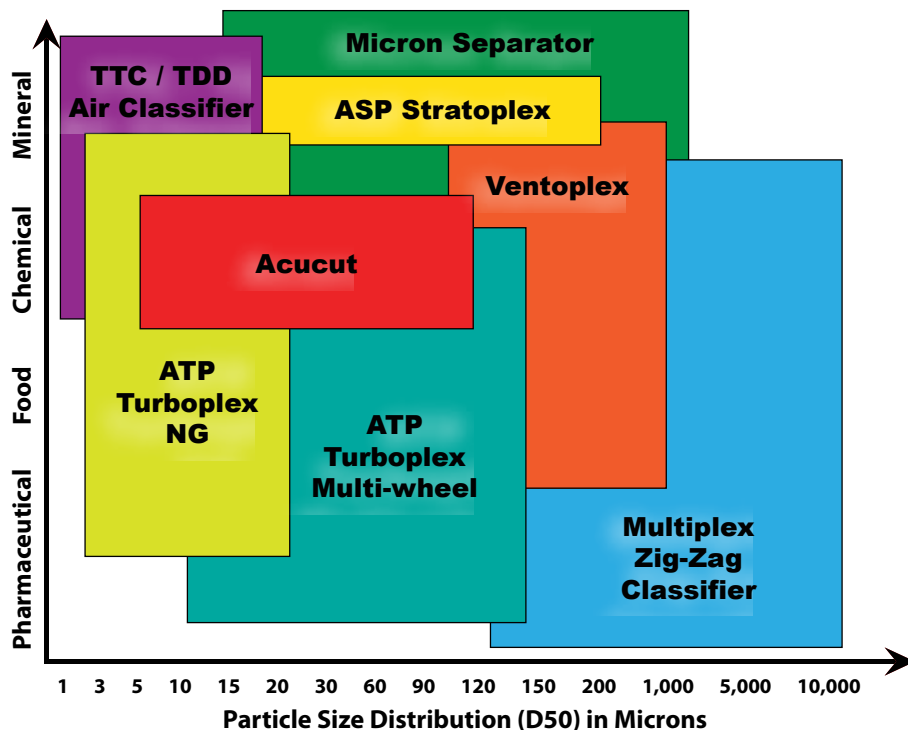 Micron Separator
TTC / TDD
Air Classifier
ASP Stratoplex
Ventoplex
Acucut
ATP
Turboplex
NG
ATP
Turboplex
Multi-wheel
Multiplex
Zig-Zag
Classifier
Mineral
Chemical
Food
Pharmaceutical
1 3 5 10 15 20 30 60 90 120 150 200 1,000 5,000 10,000
Particle Size Distribution (D50) in Microns